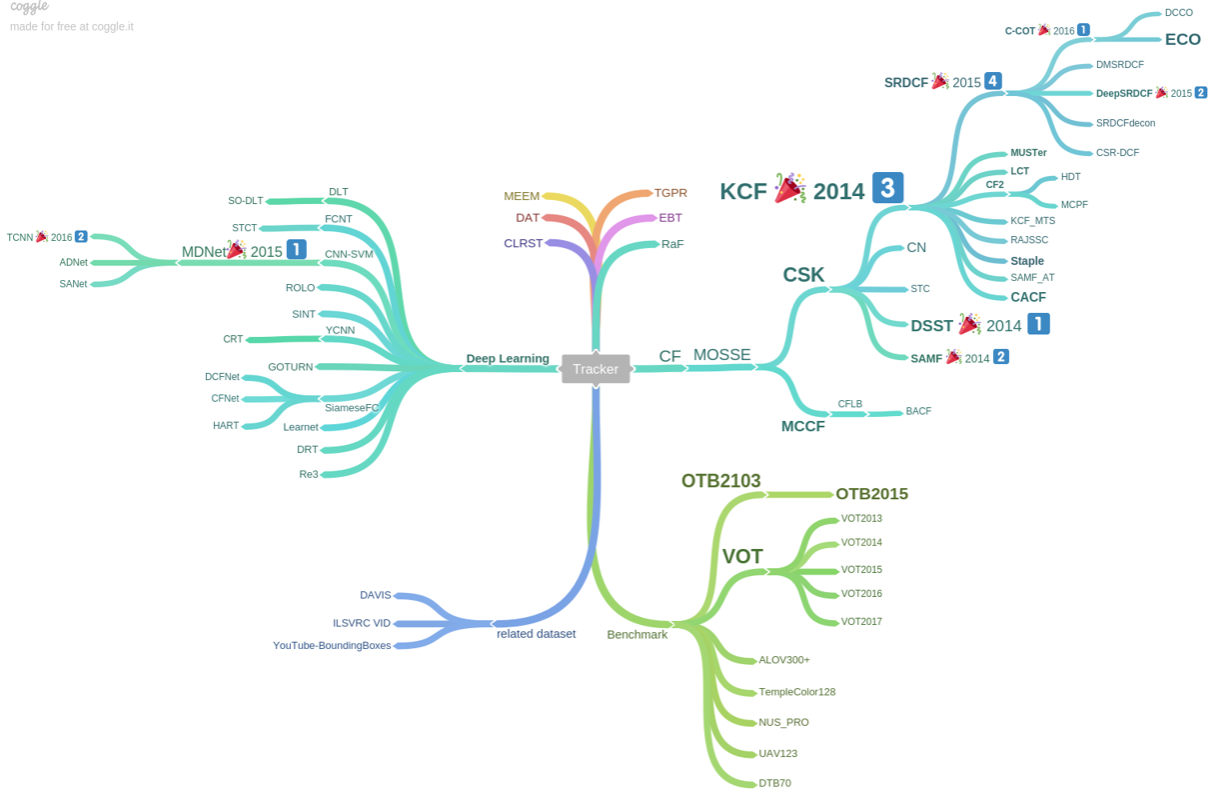 coggle
made for free at coggle.it
DCCO
C-COT 🎉 2016 1
ECO
DMSRDCF
SRDCF 🎉 2015 4
DeepSRDCF 🎉 2015 2
SRDCFdecon
CSR-DCF
MUSTer
LCT
CF2
HDT
MCPF
KCF 🎉 2014 3
KCF_MTS
RAJSSC
Staple
SAMF_AT
CACF
CN
CSK
STC
DSST 🎉 2014 1
SAMF 🎉 2014 2
CF
MOSSE
CFLB
BACF
MCCF
MEEM
TGPR
DAT
EBT
CLRST
RaF
Tracker
Deep Learning
DLT
SO-DLT
FCNT
STCT
CNN-SVM
MDNet 🎉 2015 1
TCNN 🎉 2016 2
ADNet
SANet
ROLO
SINT
YCNN
CRT
GOTURN
DCFNet
CFNet
SiameseFC
HART
Learnet
DRT
Re3
OTB2103
OTB2015
VOT
VOT2013
VOT2014
VOT2015
VOT2016
VOT2017
Benchmark
ALOV300+
TempleColor128
NUS_PRO
UAV123
DTB70
related dataset
DAVIS
ILSVRC VID
YouTube-BoundingBoxes